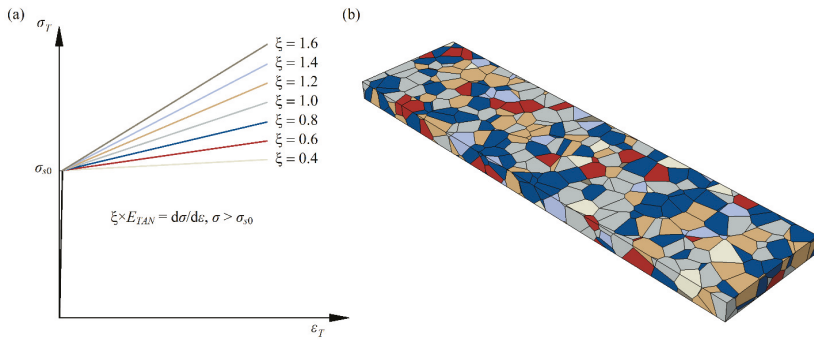 (a)
σT
ξ = 1.6
ξ = 1.4
ξ = 1.2
ξ = 1.0
ξ = 0.8
ξ = 0.6
ξ = 0.4
σs0
ξ×ETAN = dσ/dε, σ > σs0
εT
(b)